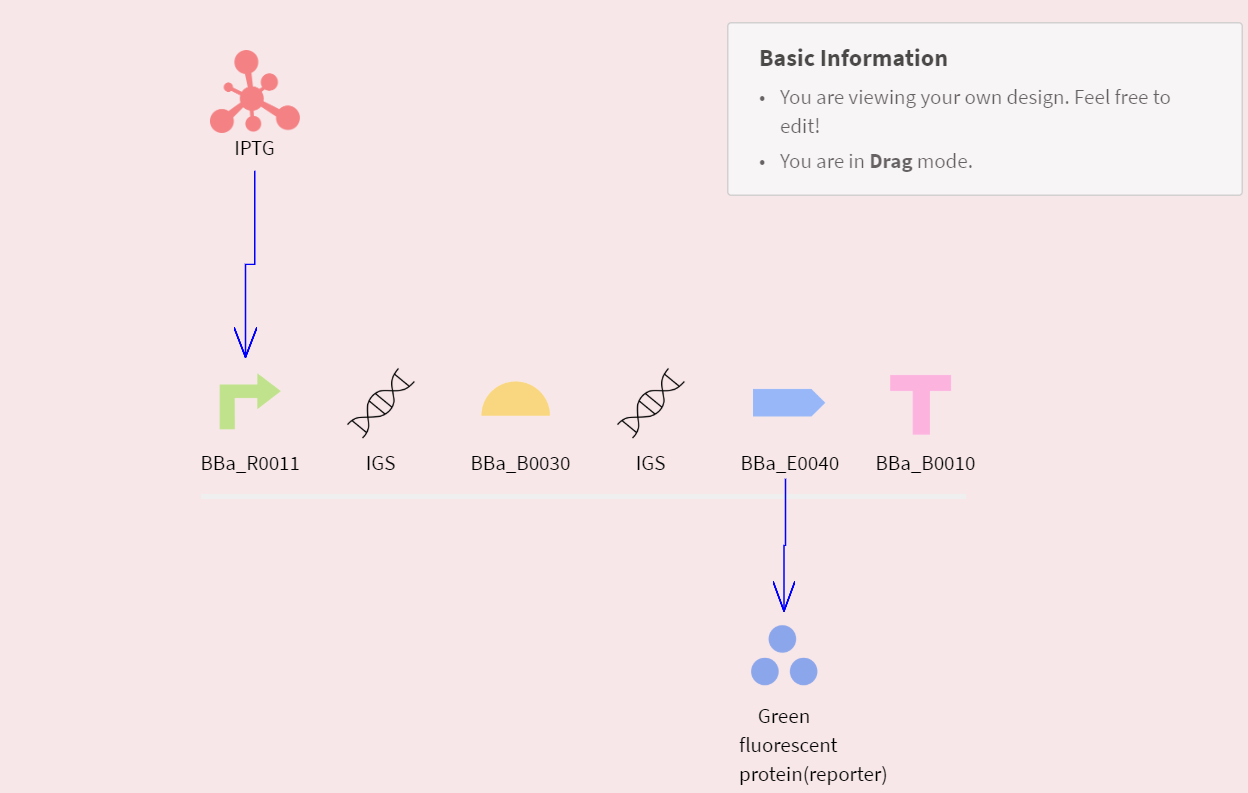 Basic Information
• You are viewing your own design. Feel free to
edit!
• You are in Drag mode.
IPTG
BBa_R0011 IGS BBa_B0030 IGS BBa_E0040 BBa_B0010
Green
fluorescent
protein(reporter)